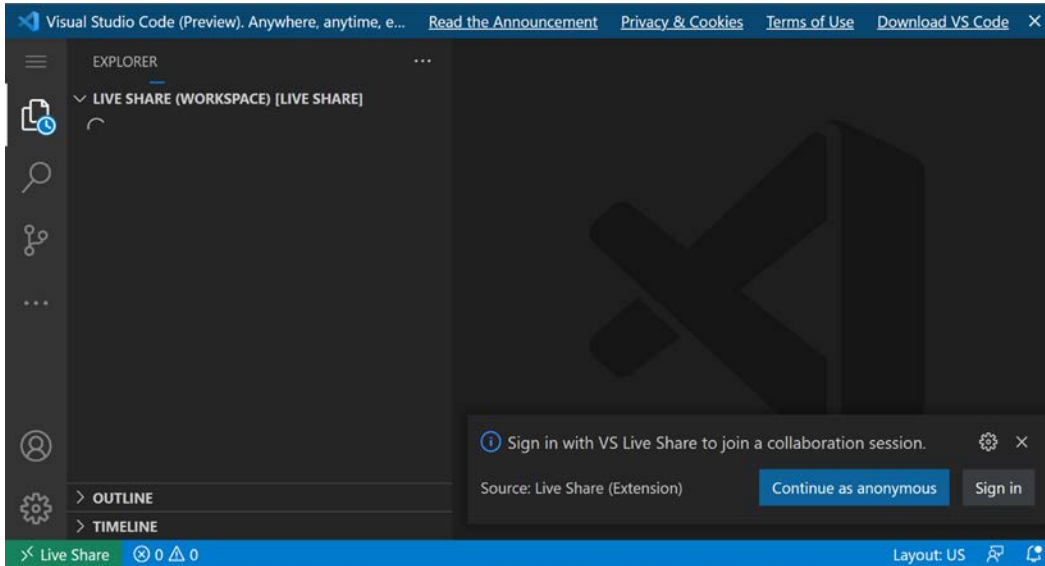 Visual Studio Code (Preview). Anywhere, anytime, e... Read the Announcement Privacy & Cookies Terms of Use Download VS Code
EXPLORER
LIVE SHARE (WORKSPACE) [LIVE SHARE]
Sign in with VS Live Share to join a collaboration session.
Source: Live Share (Extension) Continue as anonymous Sign in
OUTLINE
TIMELINE
Live Share 0 0 Layout: US